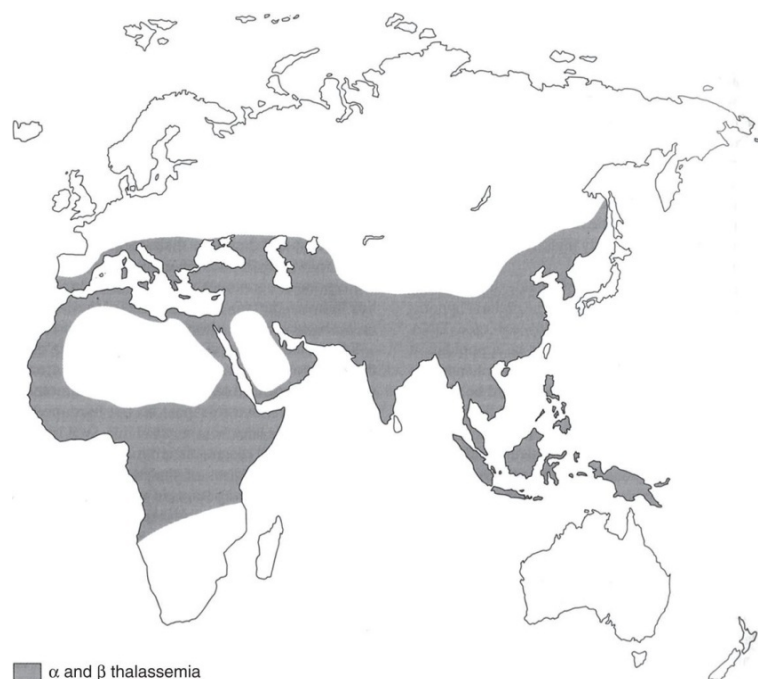 α and β thalassemia